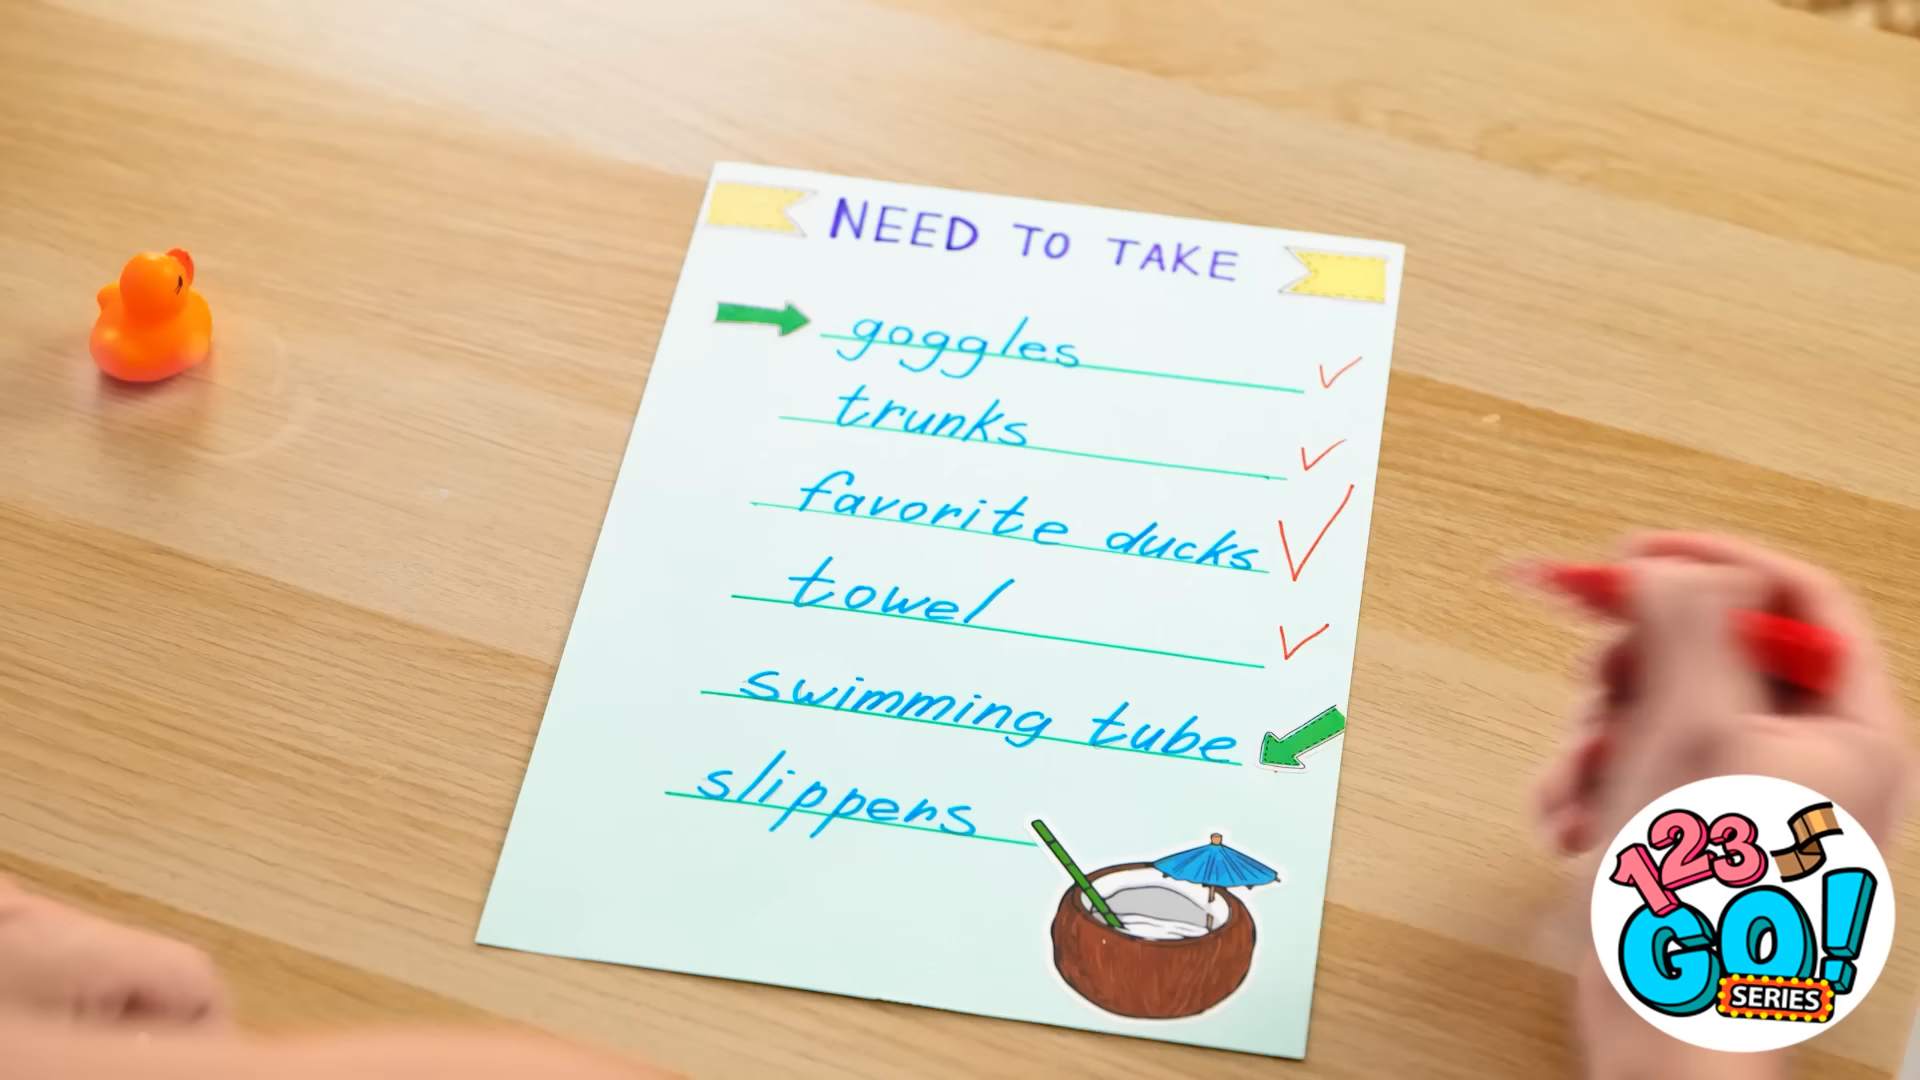 NEED TO TAKE
goggles
trunks
favorite ducks
towel
swimming tube
slippers
123
GO!
SERIES